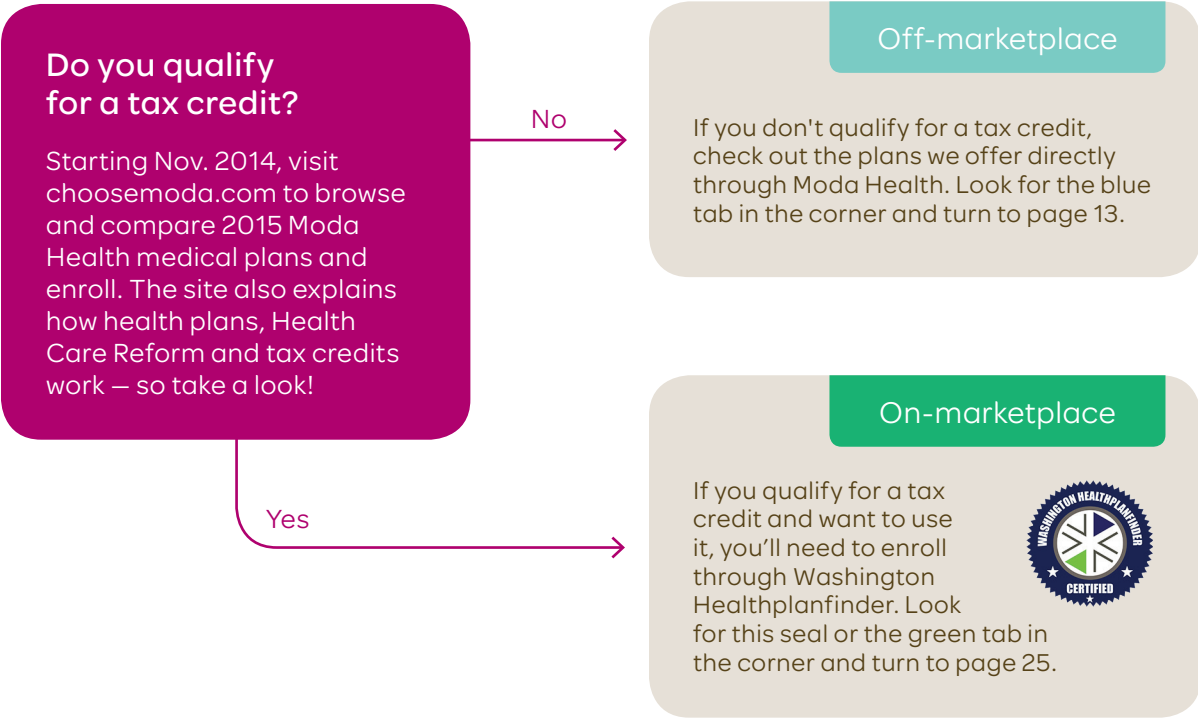 Do you qualify
for a tax credit?
Starting Nov. 2014, visit
choosemoda.com to browse
and compare 2015 Moda
Health medical plans and
enroll. The site also explains
how health plans, Health
Care Reform and tax credits
work — so take a look!
No
Off-marketplace
If you don't qualify for a tax credit,
check out the plans we offer directly
through Moda Health. Look for the blue
tab in the corner and turn to page 13.
Yes
On-marketplace
If you qualify for a tax
credit and want to use
it, you’ll need to enroll
through Washington
Healthplanfinder. Look
for this seal or the green tab in
the corner and turn to page 25.
WASHINGTON HEALTHPLANFINDER
CERTIFIED